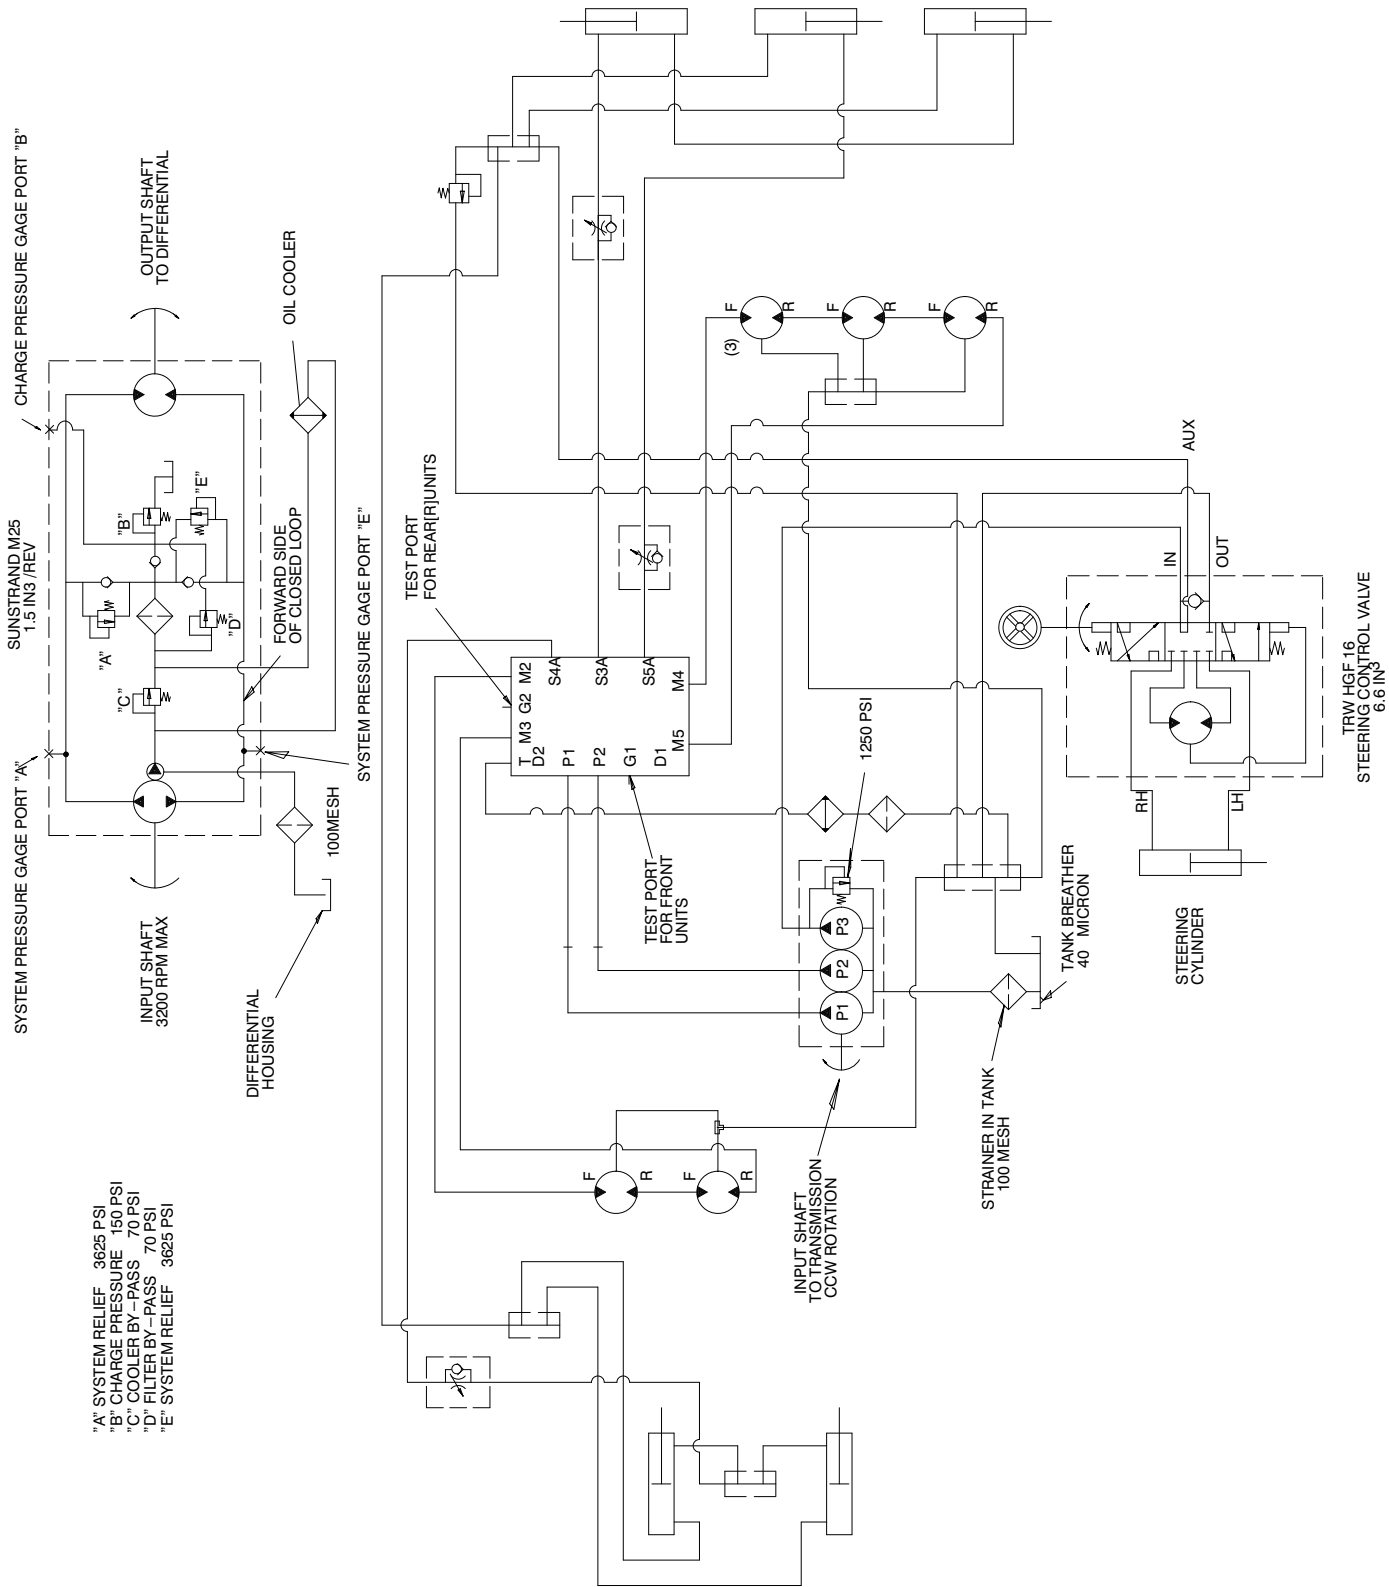 "A" SYSTEM RELIEF 3625 PSI
"B" CHARGE PRESSURE 150 PSI
"C" COOLER BY-PASS 70 PSI
"D" FILTER BY-PASS 70 PSI
"E" SYSTEM RELIEF 3625 PSI
SYSTEM PRESSURE GAGE PORT "A"
SUNSTRAND M25
1.5 IN3 /REV
CHARGE PRESSURE GAGE PORT "B"
INPUT SHAFT
3200 RPM MAX
OUTPUT SHAFT
TO DIFFERENTIAL
"C"
"A"
"B"
"D"
"E"
DIFFERENTIAL
HOUSING
100MESH
FORWARD SIDE
OF CLOSED LOOP
OIL COOLER
SYSTEM PRESSURE GAGE PORT "E"
TEST PORT
FOR REAR[R]UNITS
T
M3
G2
M2
D2
S4A
P1
P2
S3A
G1
S5A
D1
M5
M4
F
R
F
R
(3)
F
R
F
R
F
R
TEST PORT
FOR FRONT
UNITS
1250 PSI
P1
P2
P3
INPUT SHAFT
TO TRANSMISSION
CCW ROTATION
STRAINER IN TANK
100 MESH
TANK BREATHER
40 MICRON
AUX
IN
OUT
RH
LH
STEERING
CYLINDER
TRW HGF 16
STEERING CONTROL VALVE
6.6 IN3